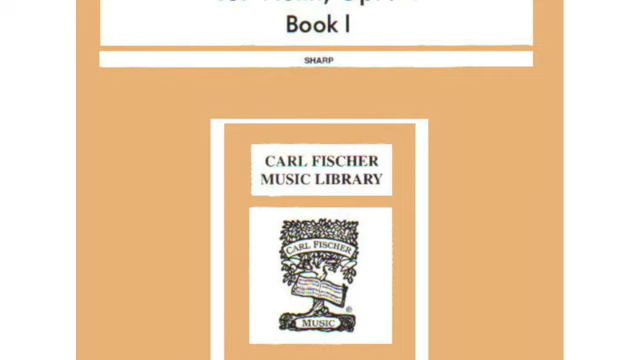 Book I
SHARP
CARL FISCHER
MUSIC LIBRARY
CARL FISCHER
®
MUSIC